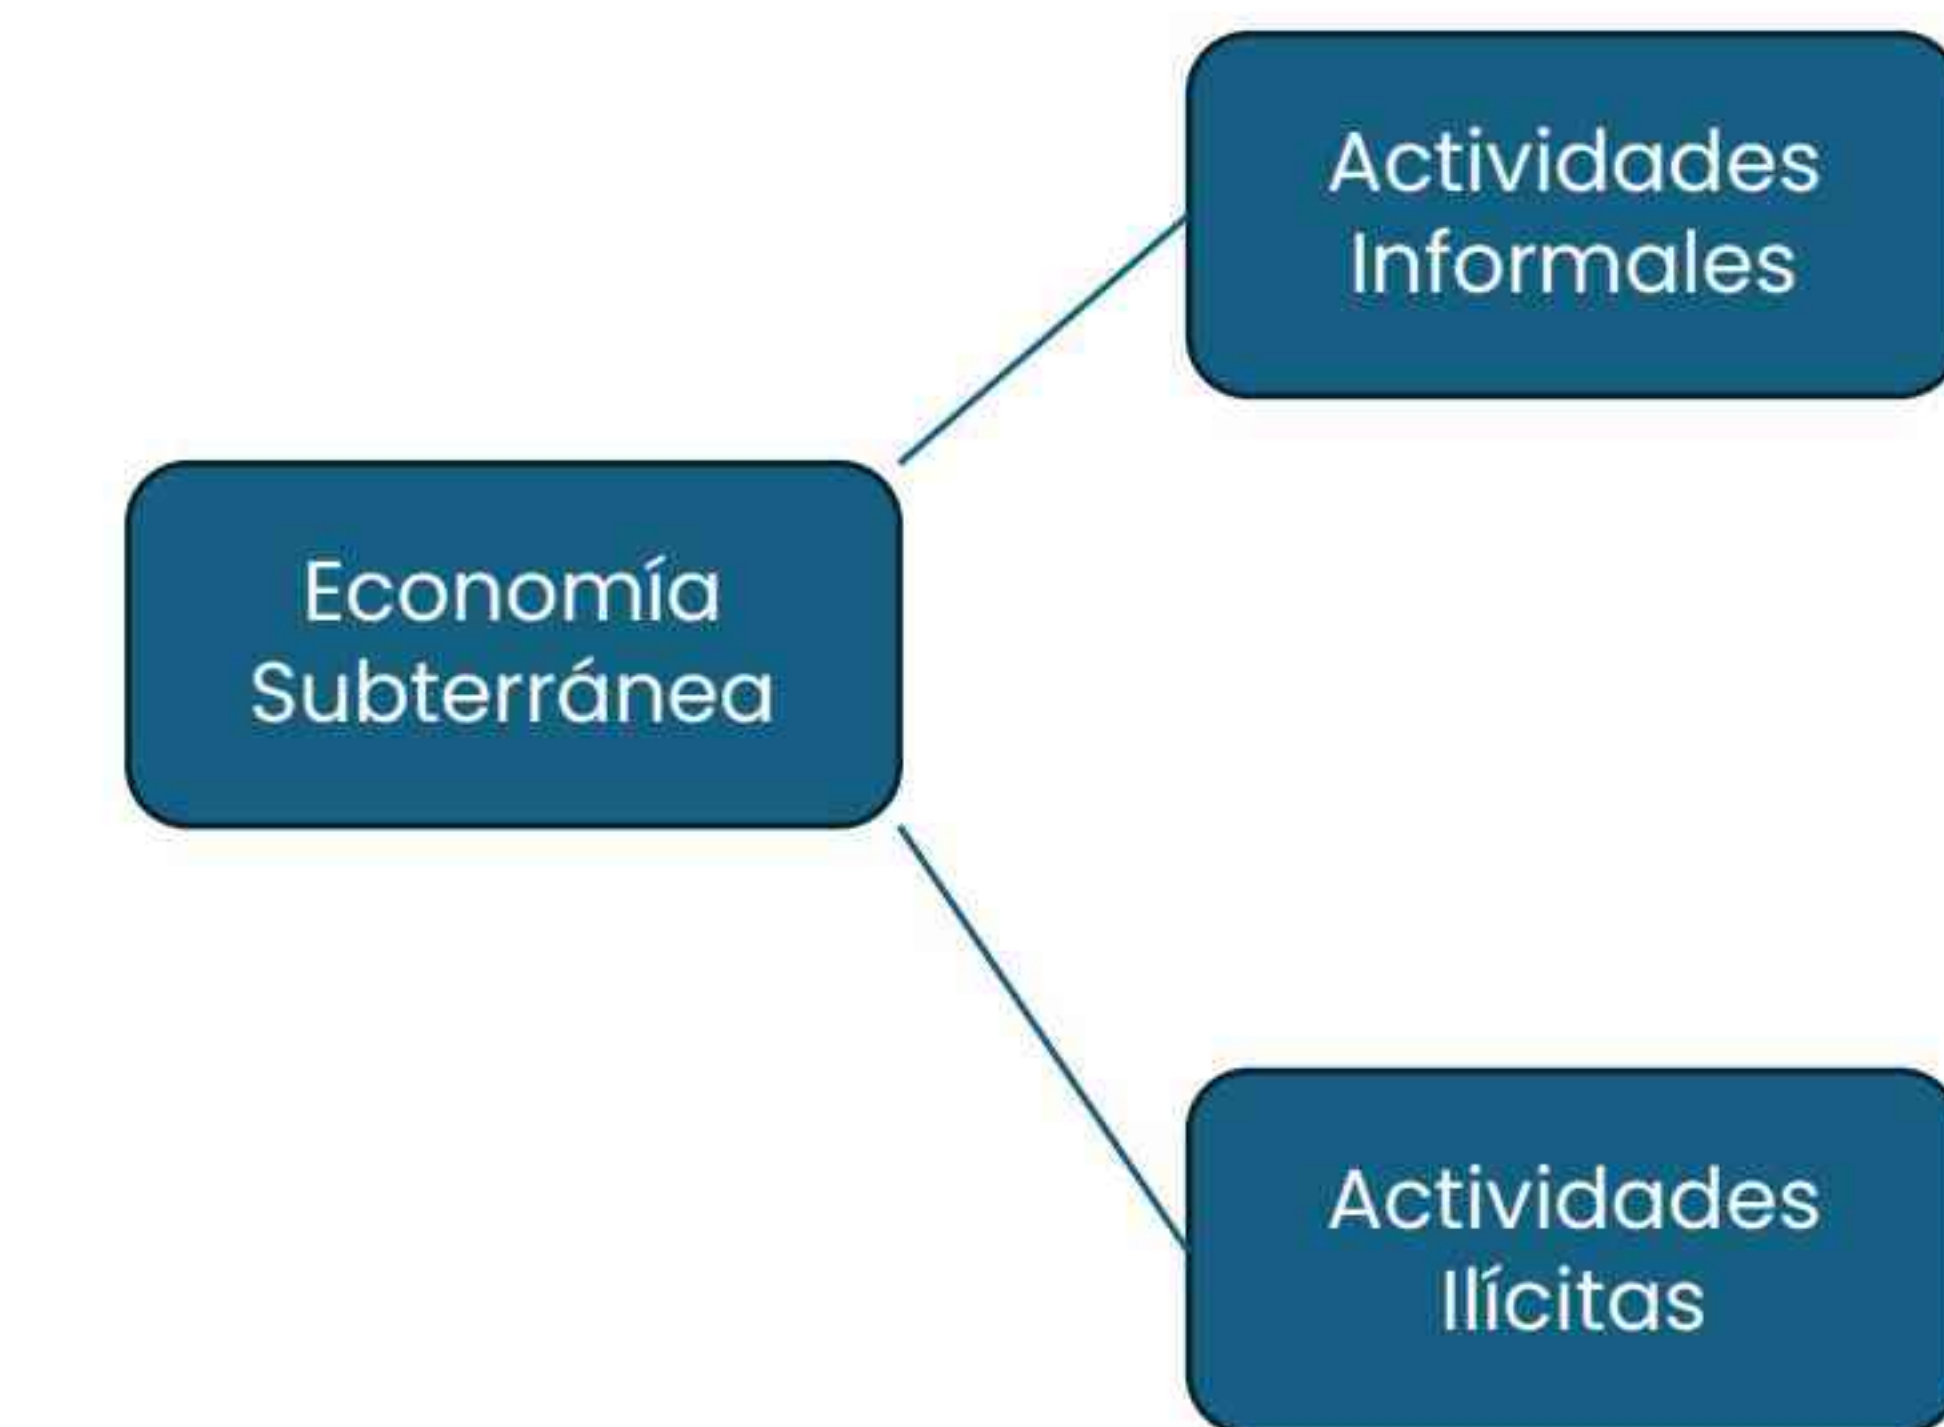 Actividades
Informales
Economía
Subterránea
Actividades
Ilícitas